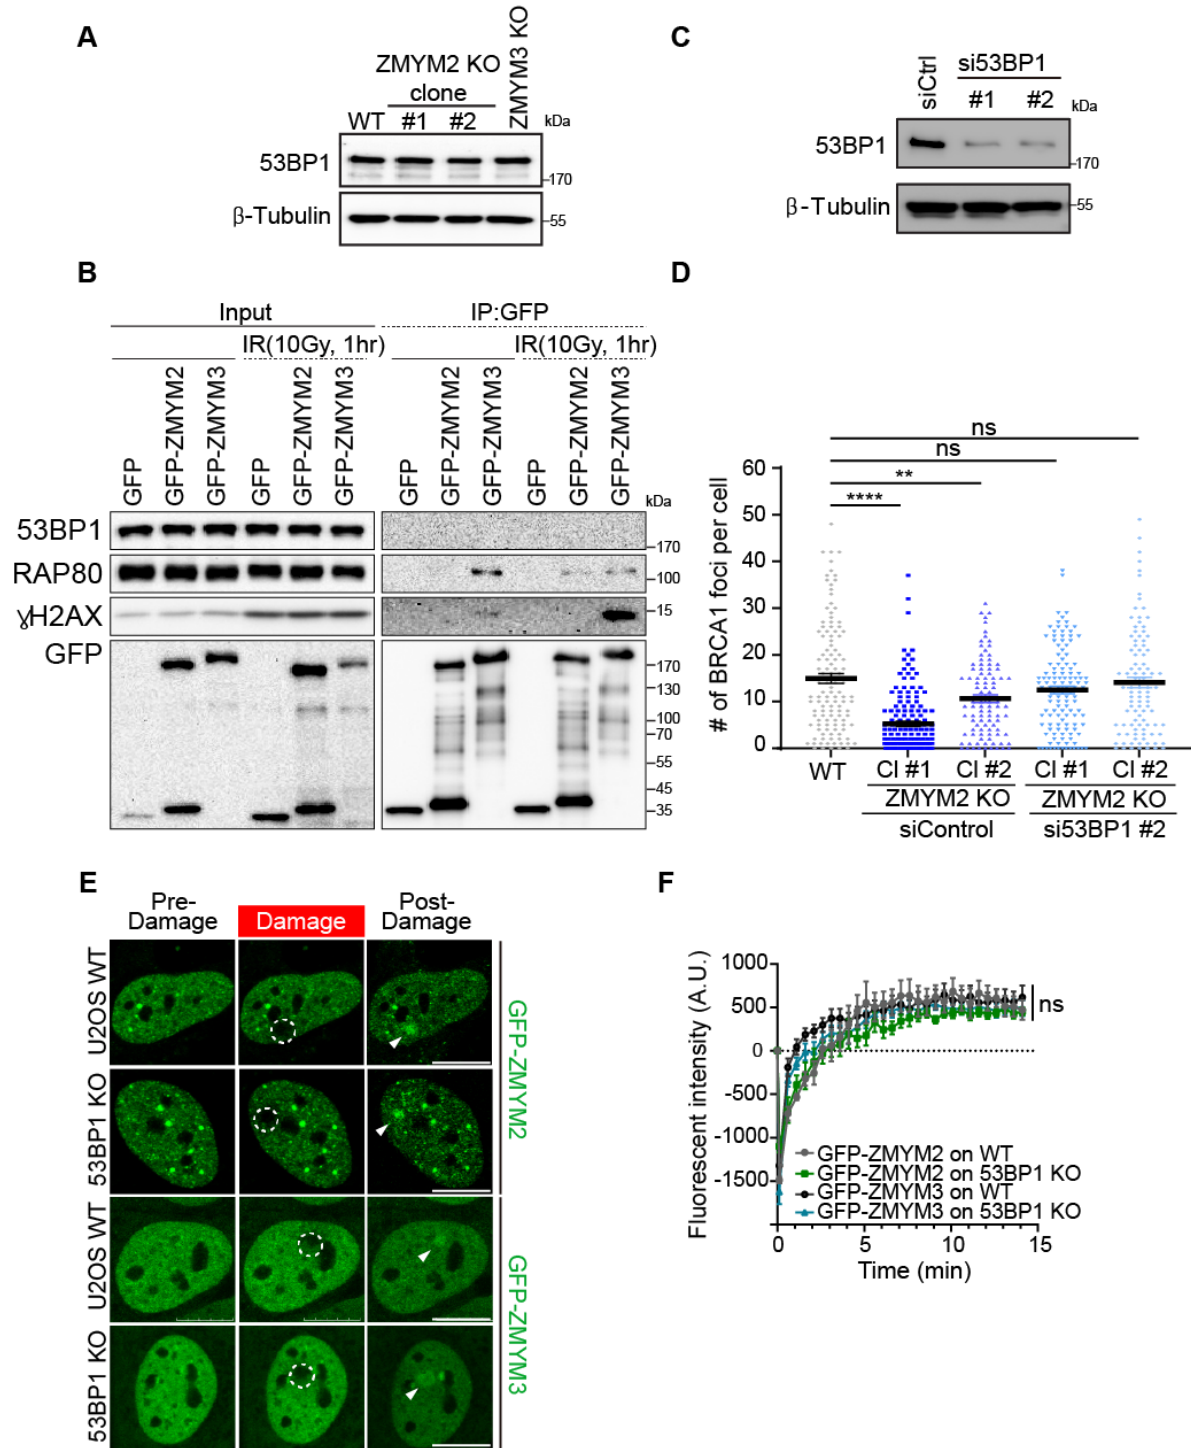 A
ZMYM2 KO
clone
ZMYM3 KO
WT #1 #2 kDa
53BP1
170
β-Tubulin
55
C
siCtrl
si53BP1
#1 #2 kDa
53BP1
170
β-Tubulin
55
B
Input IP:GFP
IR(10Gy, 1hr) IR(10Gy, 1hr)
GFP GFP-ZMYM2 GFP-ZMYM3 GFP GFP-ZMYM2 GFP-ZMYM3 GFP GFP-ZMYM2 GFP-ZMYM3 GFP GFP-ZMYM2 GFP-ZMYM3
kDa
53BP1
170
RAP80
100
ɣH2AX
15
GFP
170
130
100
70
55
45
35
D
ns
ns
**
****
# of BRCA1 foci per cell
60
50
40
30
20
10
0
WT Cl #1 Cl #2 Cl #1 Cl #2
ZMYM2 KO ZMYM2 KO
siControl si53BP1 #2
E
Pre-
Damage
Damage
Post-
Damage
U2OS WT
53BP1 KO
GFP-ZMYM2
U2OS WT
53BP1 KO
GFP-ZMYM3
F
Fluorescent intensity (A.U.)
1000
500
0
-500
-1000
-1500
ns
GFP-ZMYM2 on WT
GFP-ZMYM2 on 53BP1 KO
GFP-ZMYM3 on WT
GFP-ZMYM3 on 53BP1 KO
0 5 10 15
Time (min)